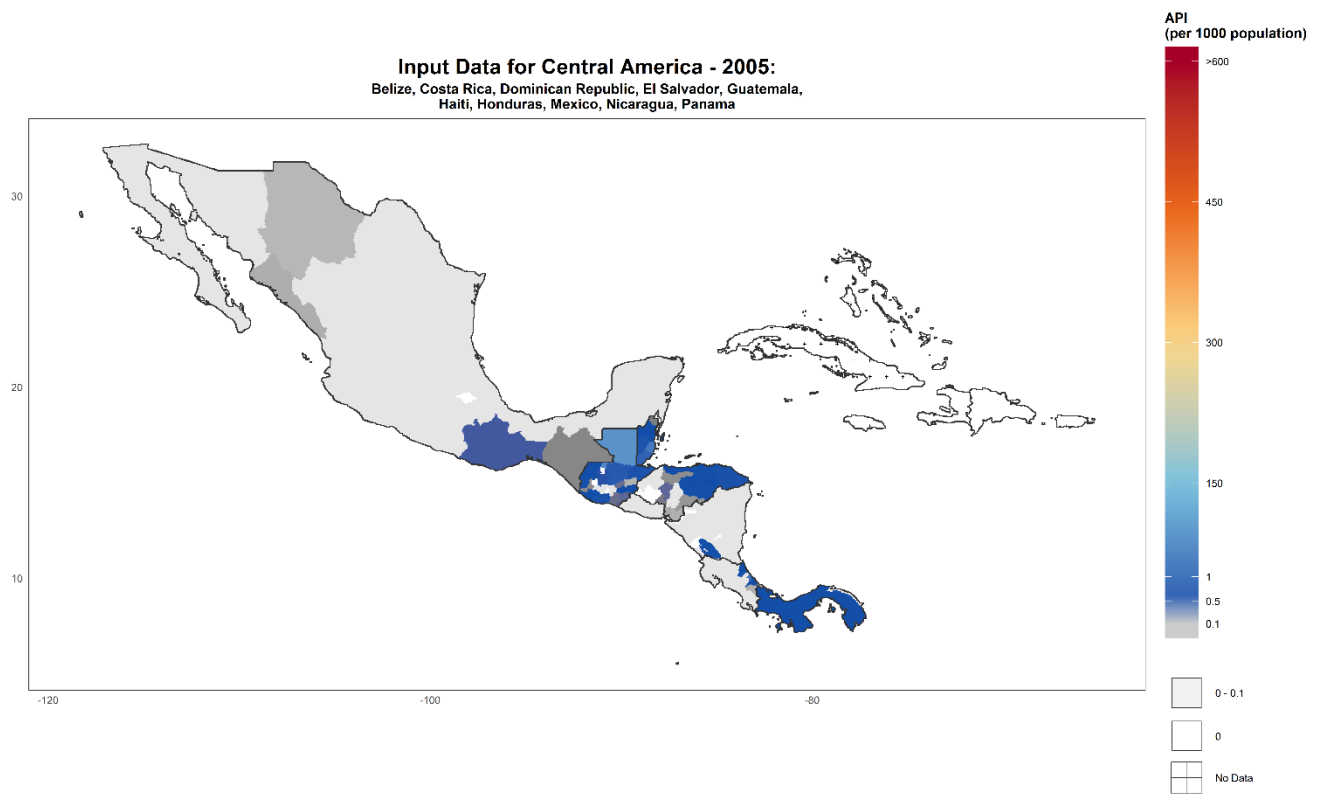 API
(per 1000 population)
Input Data for Central America - 2005:
Belize, Costa Rica, Dominican Republic, El Salvador, Guatemala,
Haiti, Honduras, Mexico, Nicaragua, Panama
>600
450
300
150
1
0.5
0.1
30
20
10
-120
-100
-80
0 - 0.1
0
No Data